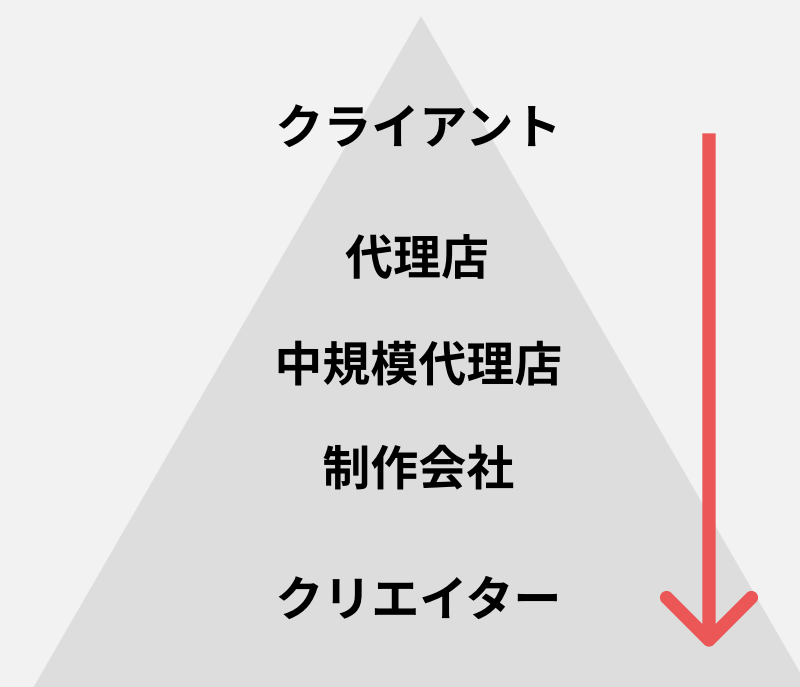 クライアント
代理店
中規模代理店
制作会社
クリエイター